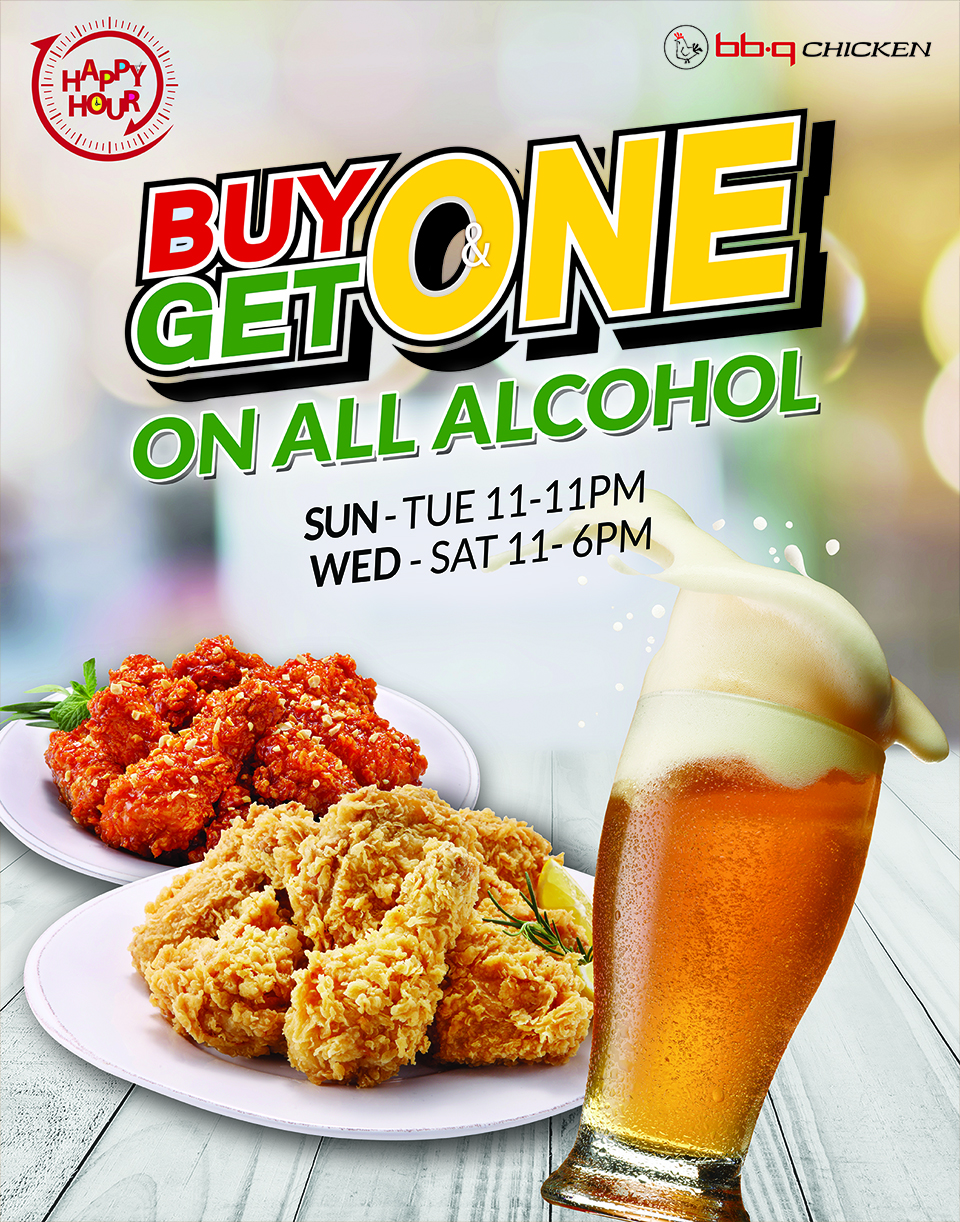 HAPPY
HOUR
bb.q CHICKEN
BUY ONE
&
GET
ON ALL ALCOHOL
SUN - TUE 11-11PM
WED - SAT 11- 6PM